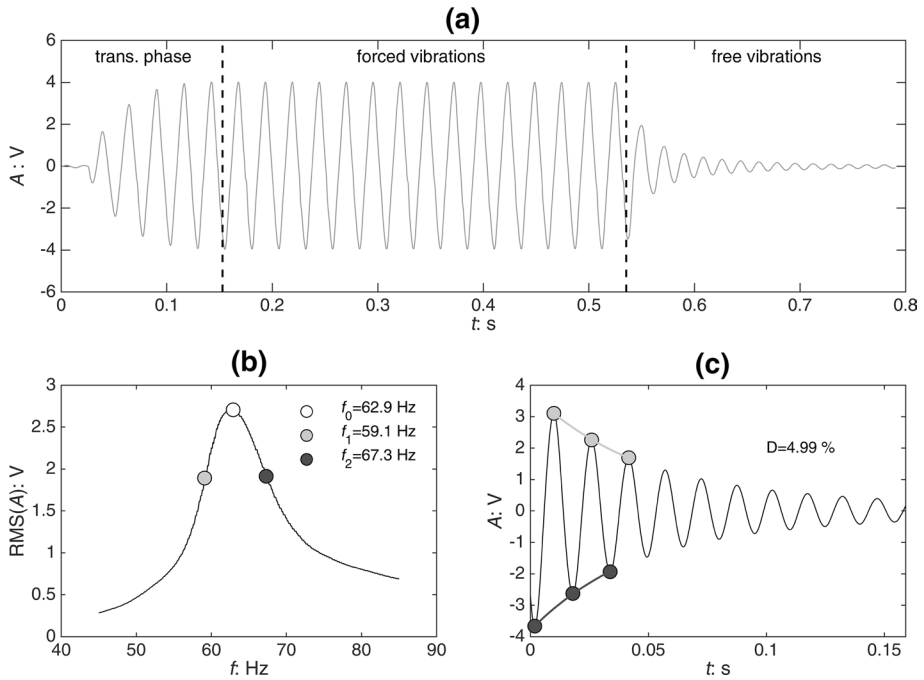 (a)
trans. phase forced vibrations free vibrations
6
4
2
0
-2
-4
-6
A: V
0 0.1 0.2 0.3 0.4 0.5 0.6 0.7 0.8
t: s
(b)
3
2.5
2
1.5
1
0.5
0
RMS(A): V
f0=62.9 Hz
f1=59.1 Hz
f2=67.3 Hz
40 50 60 70 80 90
f: Hz
(c)
4
3
2
1
0
-1
-2
-3
-4
A: V
D=4.99 %
0 0.05 0.1 0.15
t: s